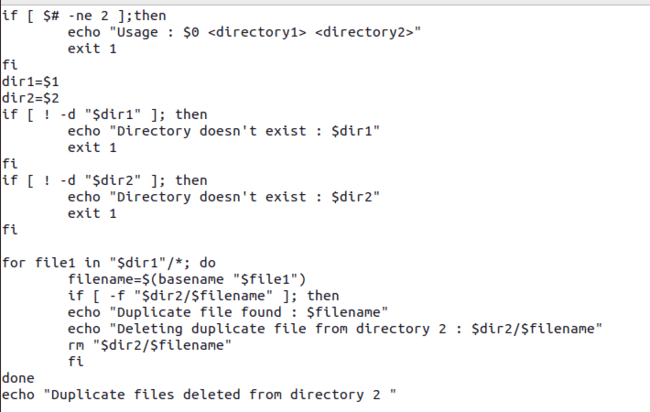 if [ $# -ne 2 ];then
        echo "Usage : $0 <directory1> <directory2>"
        exit 1
fi
dir1=$1
dir2=$2
if [ ! -d "$dir1" ]; then
        echo "Directory doesn't exist : $dir1"
        exit 1
fi
if [ ! -d "$dir2" ]; then
        echo "Directory doesn't exist : $dir2"
        exit 1
fi

for file1 in "$dir1"/*; do
        filename=$(basename "$file1")
        if [ -f "$dir2/$filename" ]; then
        echo "Duplicate file found : $filename"
        echo "Deleting duplicate file from directory 2 : $dir2/$filename"
        rm "$dir2/$filename"
        fi
done
echo "Duplicate files deleted from directory 2 "